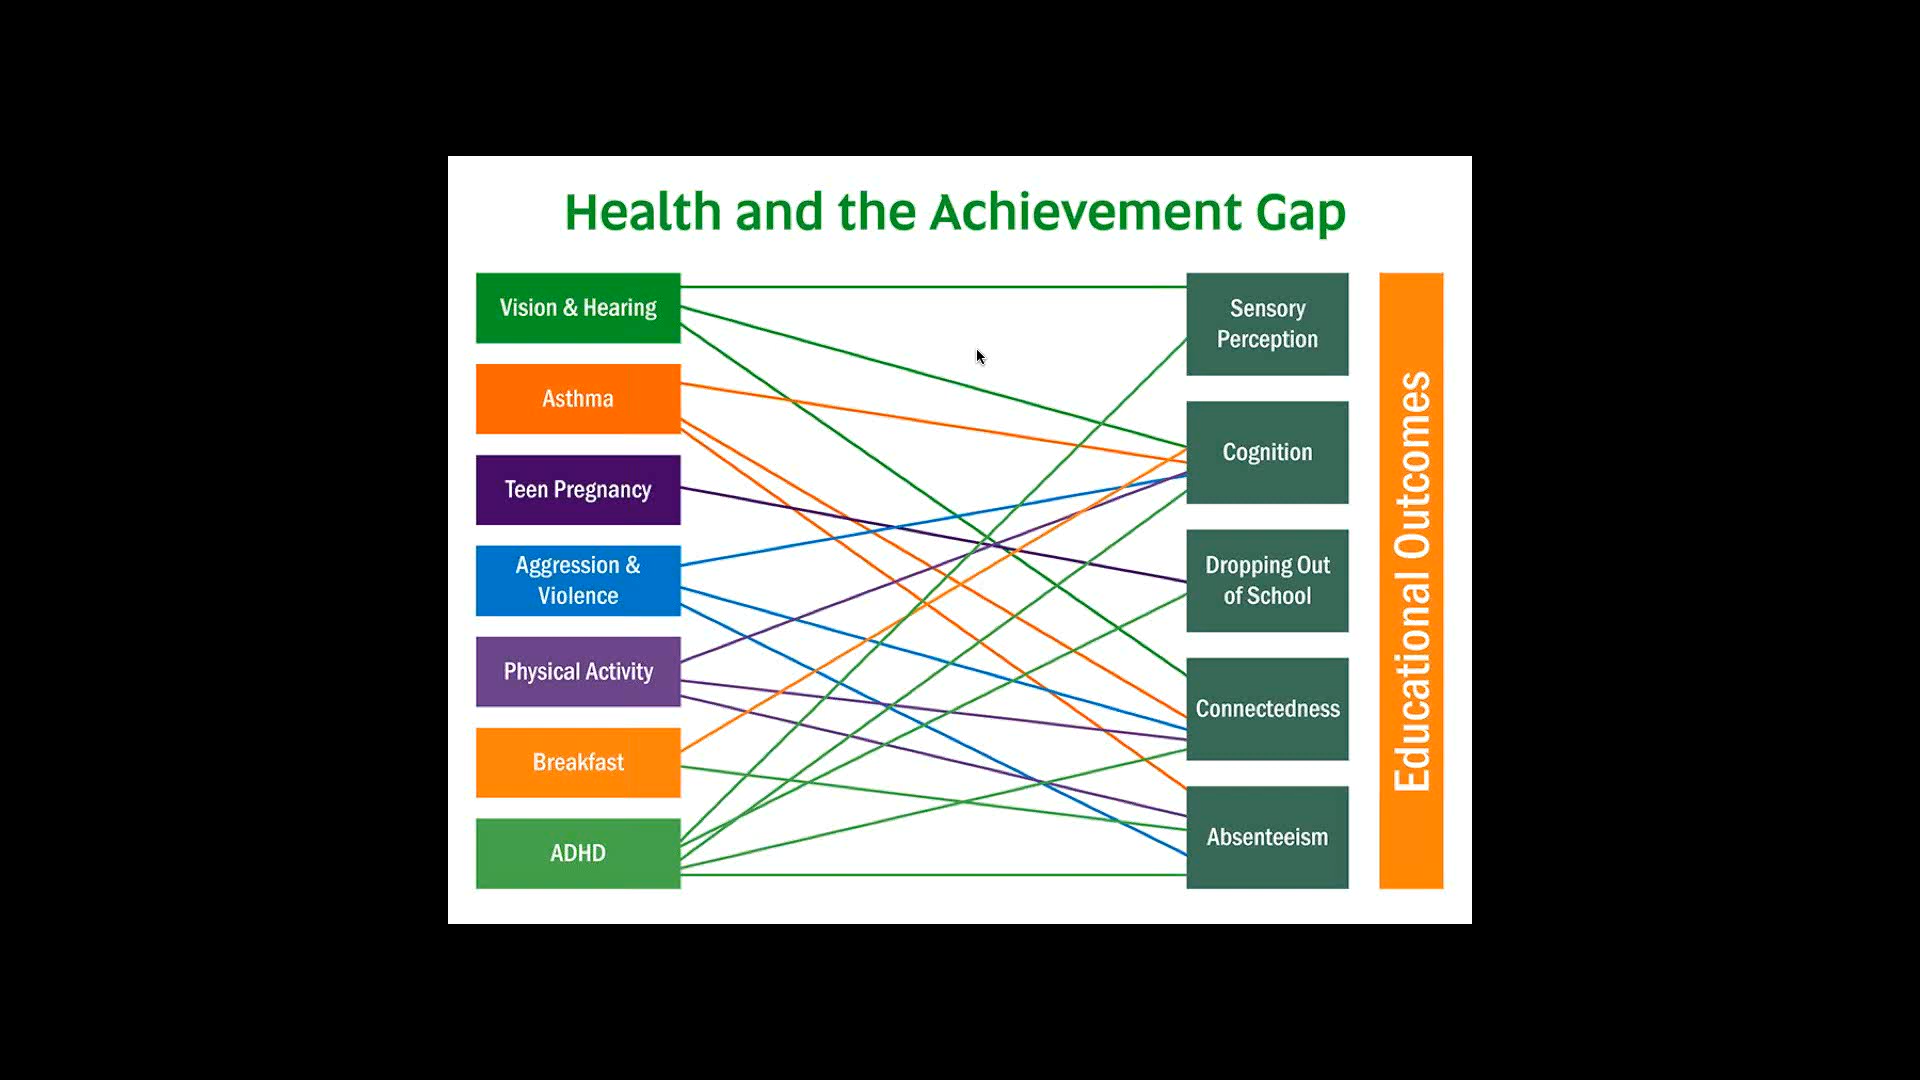 Health and the Achievement Gap
Vision & Hearing
Asthma
Teen Pregnancy
Aggression &
Violence
Physical Activity
Breakfast
ADHD
Sensory
Perception
Cognition
Dropping Out
of School
Connectedness
Absenteeism
Educational Outcomes